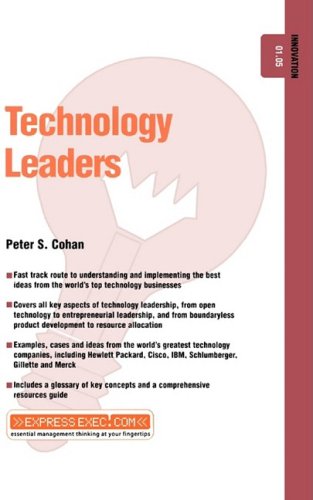 INNOVATION
01.05
Technology
Leaders
Peter S. Cohan
Fast track route to understanding and implementing the best
ideas from the world's top technology businesses
Covers all key aspects of technology leadership, from open
technology to entrepreneurial leadership, and from boundaryless
product development to resource allocation
Examples, cases and ideas from the world's greatest technology
companies, including Hewlett Packard, Cisco, IBM, Schlumberger,
Gillette and Merck
Includes a glossary of key concepts and a comprehensive
resources guide
EXPRESS EXEC!.COM
essential management thinking at your fingertips